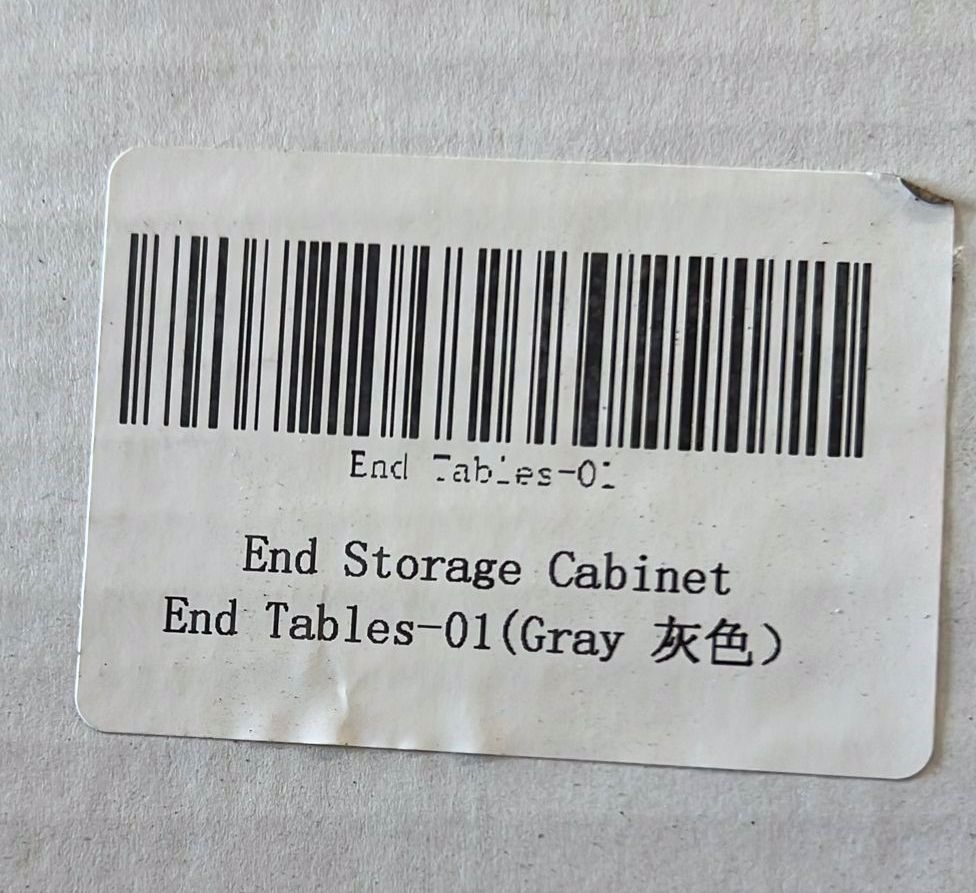 End Tables-01
End Storage Cabinet
End Tables-01(Gray 灰色)